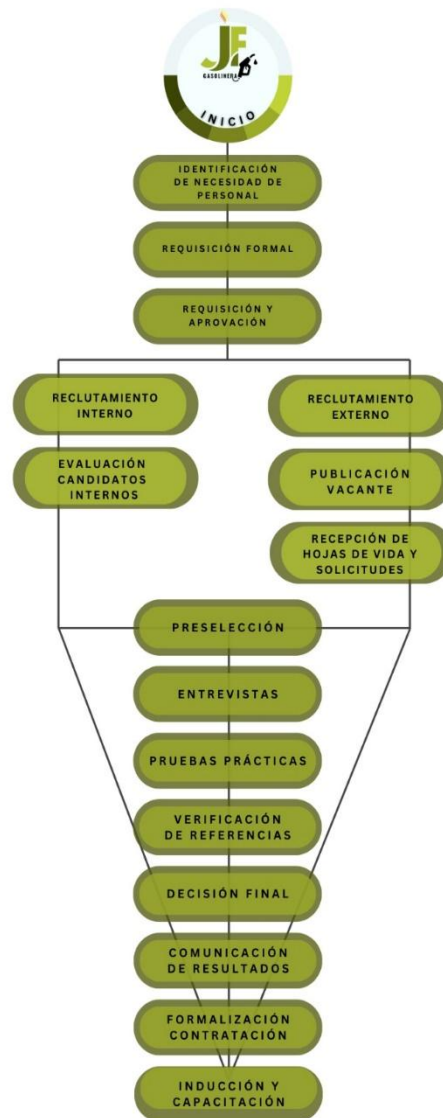 JF
GASOLINERA
INICIO
IDENTIFICACIÓN
DE NECESIDAD DE
PERSONAL
REQUISICIÓN FORMAL
REQUISICIÓN Y
APROVACIÓN
RECLUTAMIENTO
INTERNO
EVALUACIÓN
CANDIDATOS
INTERNOS
RECLUTAMIENTO
EXTERNO
PUBLICACIÓN
VACANTE
RECEPCIÓN DE
HOJAS DE VIDA Y
SOLICITUDES
PRESELECCIÓN
ENTREVISTAS
PRUEBAS PRÁCTICAS
VERIFICACIÓN
DE REFERENCIAS
DECISIÓN FINAL
COMUNICACIÓN
DE RESULTADOS
FORMALIZACIÓN
CONTRATACIÓN
INDUCCIÓN Y
CAPACITACIÓN